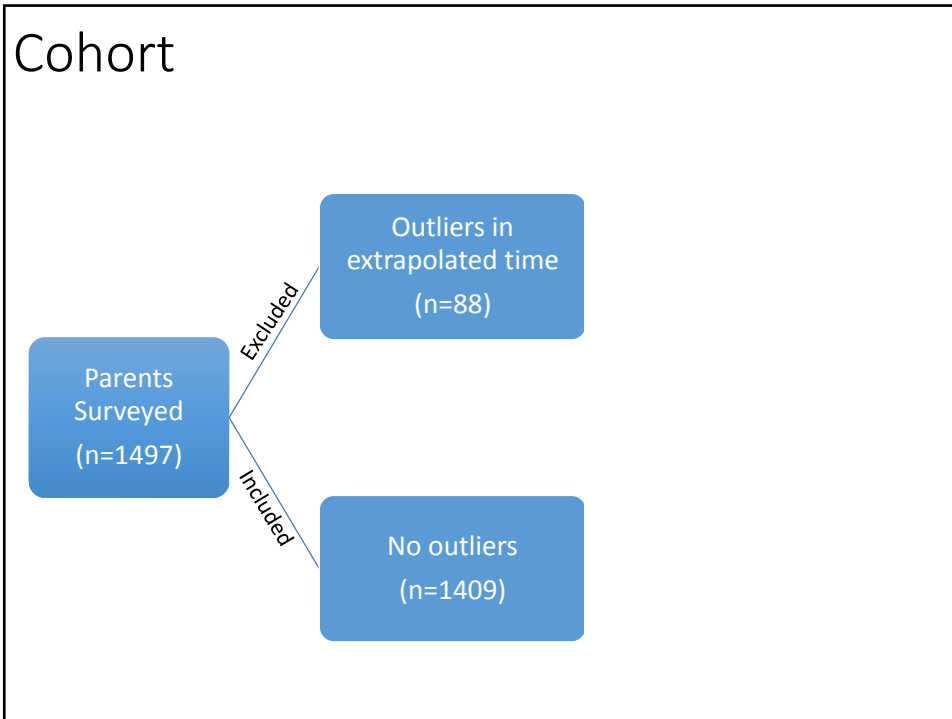 Cohort
Outliers in
extrapolated time
(n=88)
Excluded
Parents
Surveyed
(n=1497)
Included
No outliers
(n=1409)